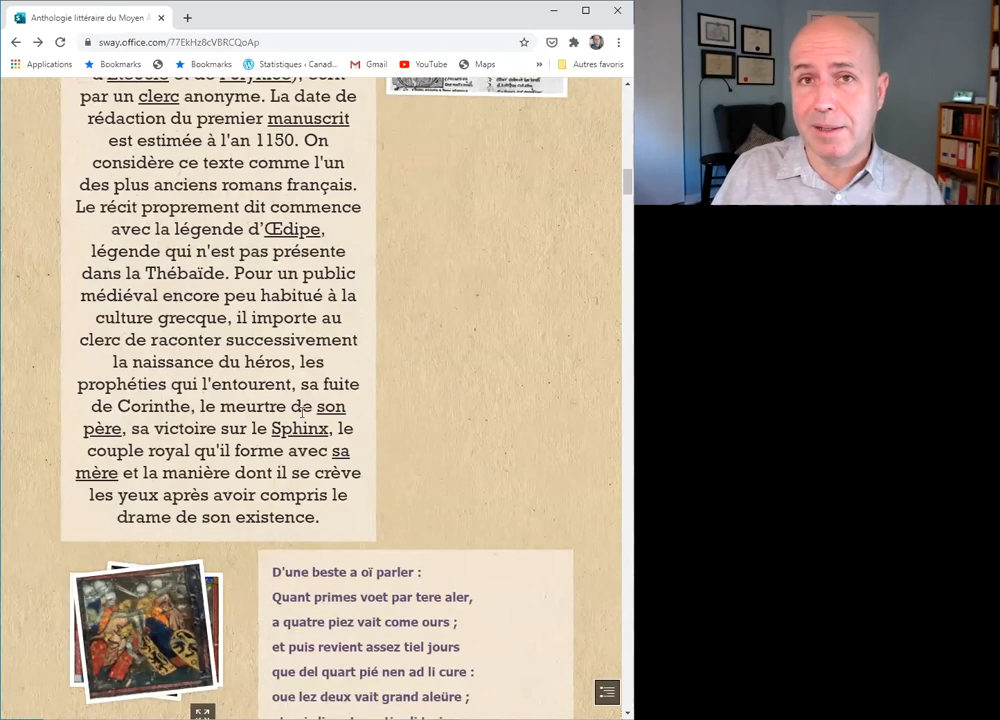 Anthologie littéraire du Moyen Â
sway.office.com/77EkHz8cVBRCQoAp
Applications
Bookmarks
Bookmarks
Statistiques ‹ Canadi...
Gmail
YouTube
Maps
»
Autres favoris
par un clerc anonyme. La date de
rédaction du premier manuscrit
est estimée à l'an 1150. On
considère ce texte comme l'un
des plus anciens romans français.
Le récit proprement dit commence
avec la légende d'Œdipe,
légende qui n'est pas présente
dans la Thébaïde. Pour un public
médiéval encore peu habitué à la
culture grecque, il importe au
clerc de raconter successivement
la naissance du héros, les
prophéties qui l'entourent, sa fuite
de Corinthe, le meurtre de son
père, sa victoire sur le Sphinx, le
couple royal qu'il forme avec sa
mère et la manière dont il se crève
les yeux après avoir compris le
drame de son existence.
D'une beste a oï parler :
Quant primes voet par tere aler,
a quatre piez vait come ours ;
et puis revient assez tiel jours
que del quart pié nen ad li cure :
oue lez deux vait grand aleüre ;